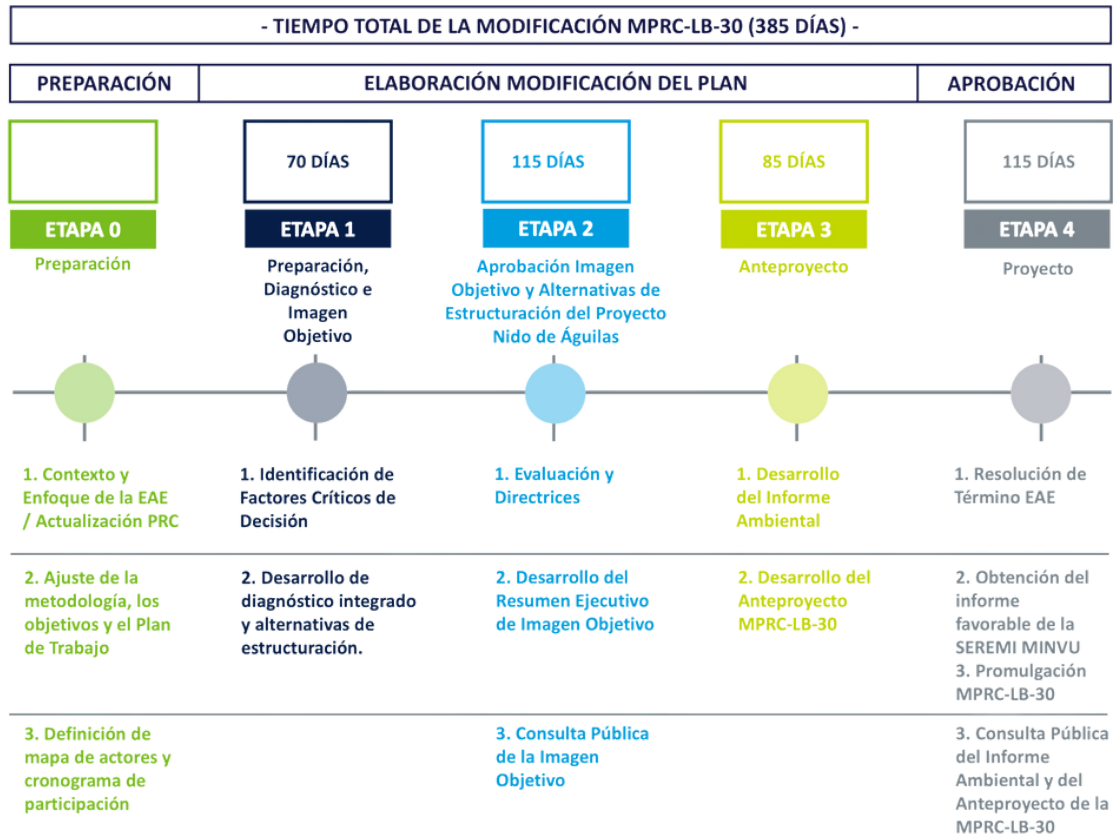 - TIEMPO TOTAL DE LA MODIFICACIÓN MPRC-LB-30 (385 DÍAS) -
PREPARACIÓN
ELABORACIÓN MODIFICACIÓN DEL PLAN
APROBACIÓN
ETAPA 0
Preparación
70 DÍAS
ETAPA 1
Preparación,
Diagnóstico e
Imagen
Objetivo
115 DÍAS
ETAPA 2
Aprobación Imagen
Objetivo y Alternativas de
Estructuración del Proyecto
Nido de Águilas
85 DÍAS
ETAPA 3
Anteproyecto
115 DÍAS
ETAPA 4
Proyecto
1. Contexto y
Enfoque de la EAE
/ Actualización PRC
1. Identificación de
Factores Críticos de
Decisión
1. Evaluación y
Directrices
1. Desarrollo
del Informe
Ambiental
1. Resolución de
Término EAE
2. Ajuste de la
metodología, los
objetivos y el Plan
de Trabajo
2. Desarrollo de
diagnóstico integrado
y alternativas de
estructuración.
2. Desarrollo del
Resumen Ejecutivo
de Imagen Objetivo
2. Desarrollo del
Anteproyecto
MPRC-LB-30
2. Obtención del
informe
favorable de la
SEREMI MINVU
3. Promulgación
MPRC-LB-30
3. Definición de
mapa de actores y
cronograma de
participación
3. Consulta Pública
de la Imagen
Objetivo
3. Consulta Pública
del Informe
Ambiental y del
Anteproyecto de la
MPRC-LB-30